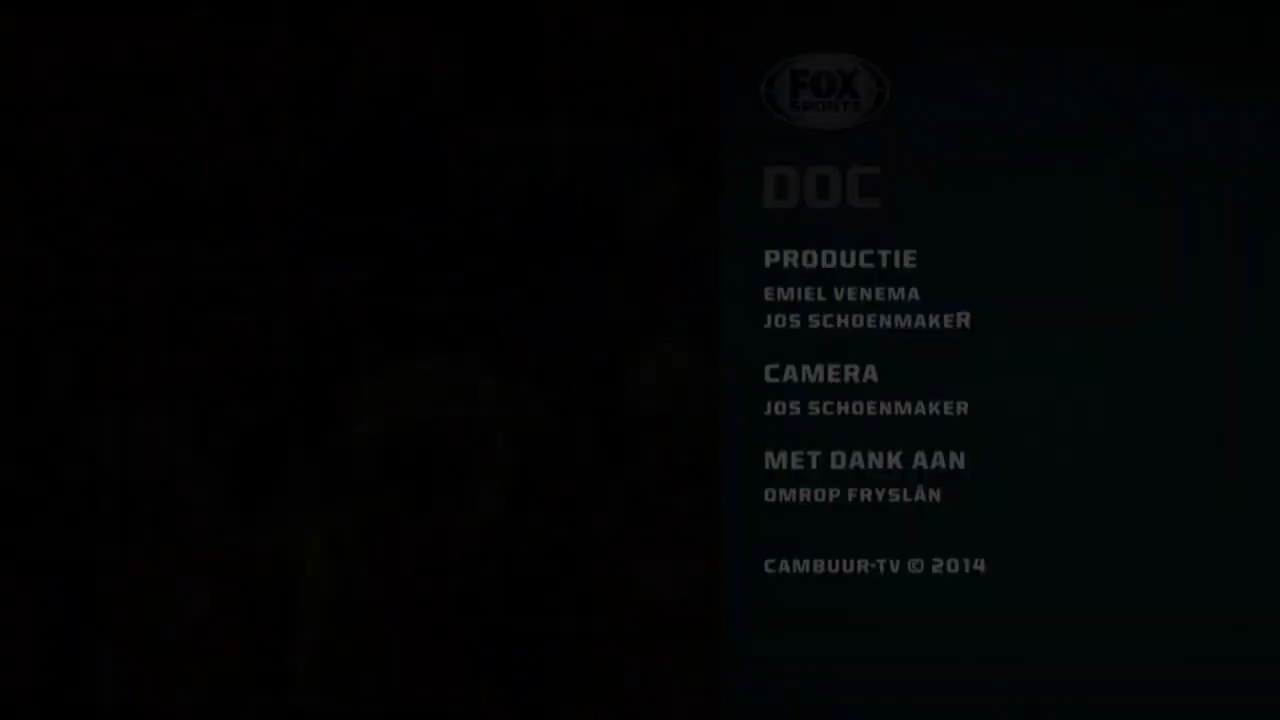 FOX
SPORTS
DOC
PRODUCTIE
EMIEL VENEMA
JOS SCHOENMAKER
CAMERA
JOS SCHOENMAKER
MET DANK AAN
OMROP FRYSLÂN
CAMBUUR-TV © 2014